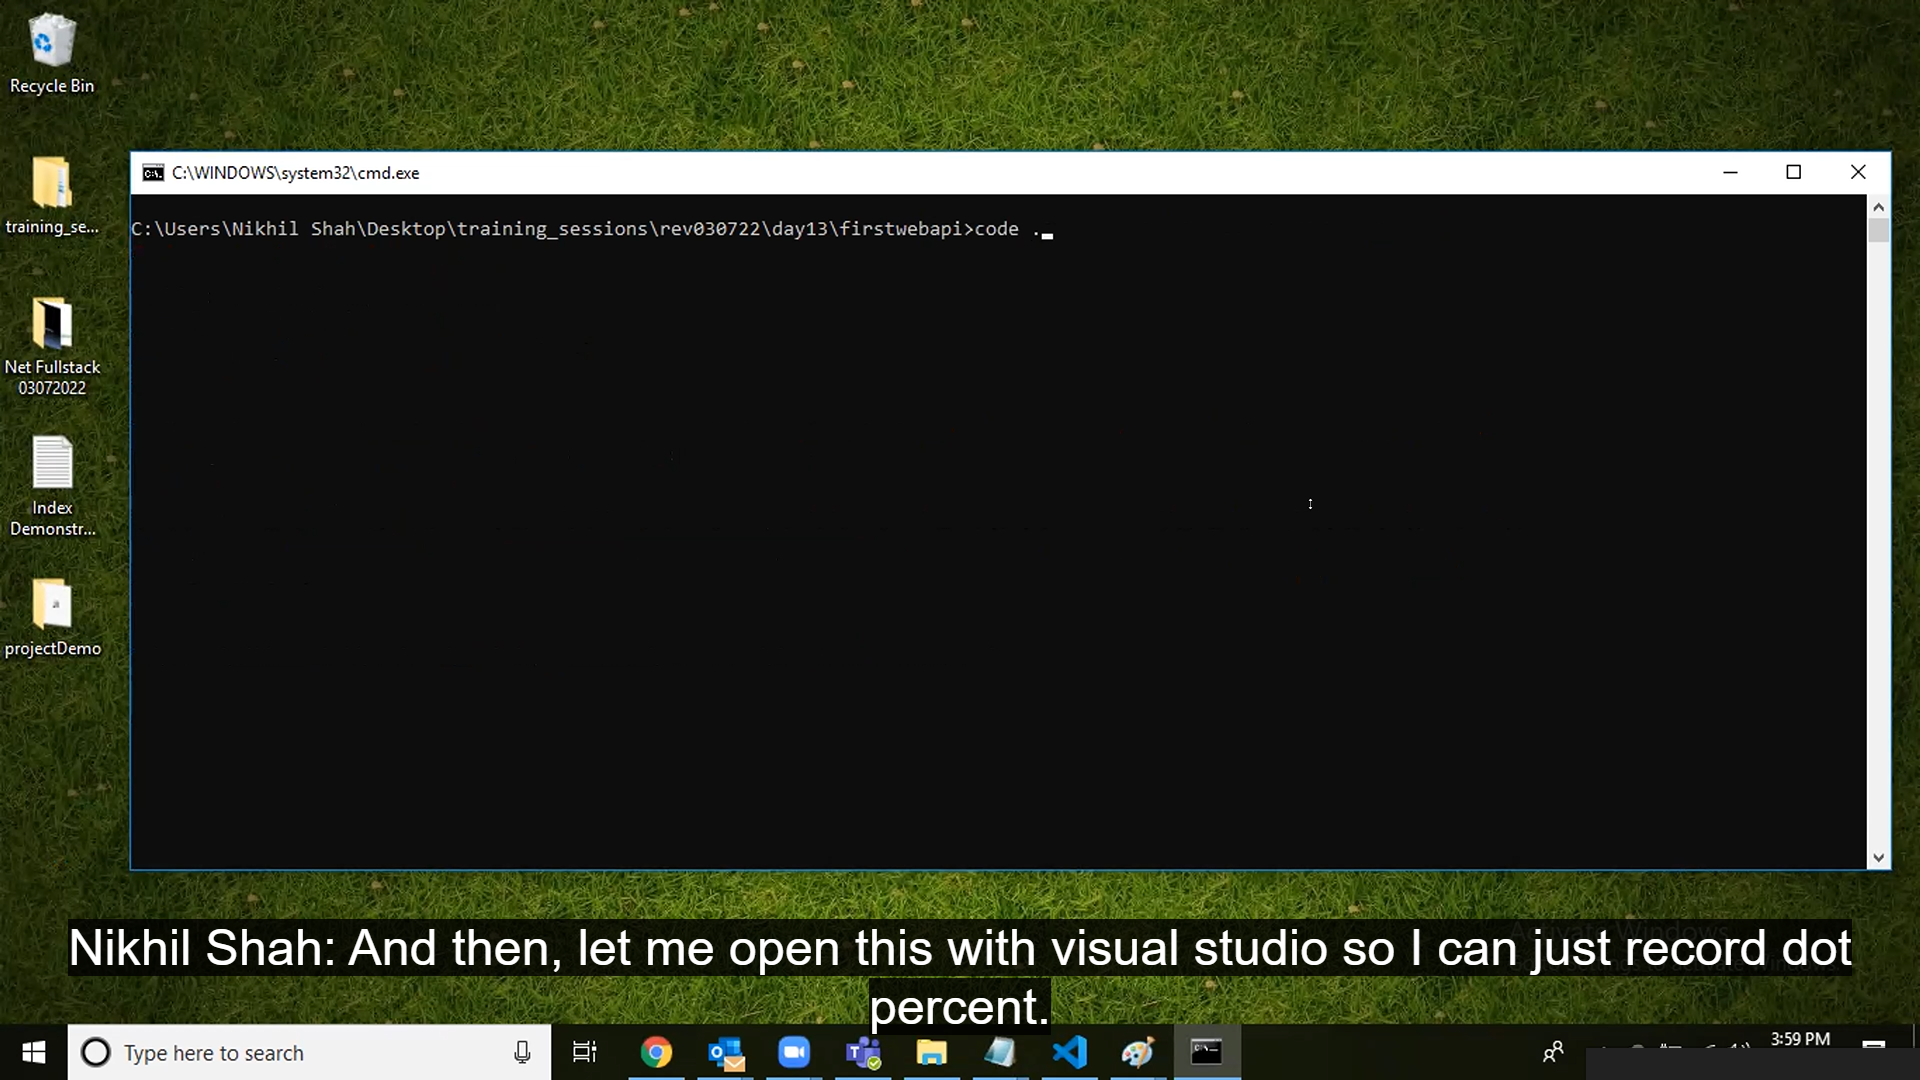 Recycle Bin
training_se...
Net Fullstack
03072022
Index
Demonstr...
a
projectDemo
C:\WINDOWS\system32\cmd.exe
C:\Users\Nikhil Shah\Desktop\training_sessions\rev030722\day13\firstwebapi>code .
Activate Windows
Nikhil Shah: And then, let me open this with visual studio so I can just record dot
percent.
Type here to search
3:59 PM